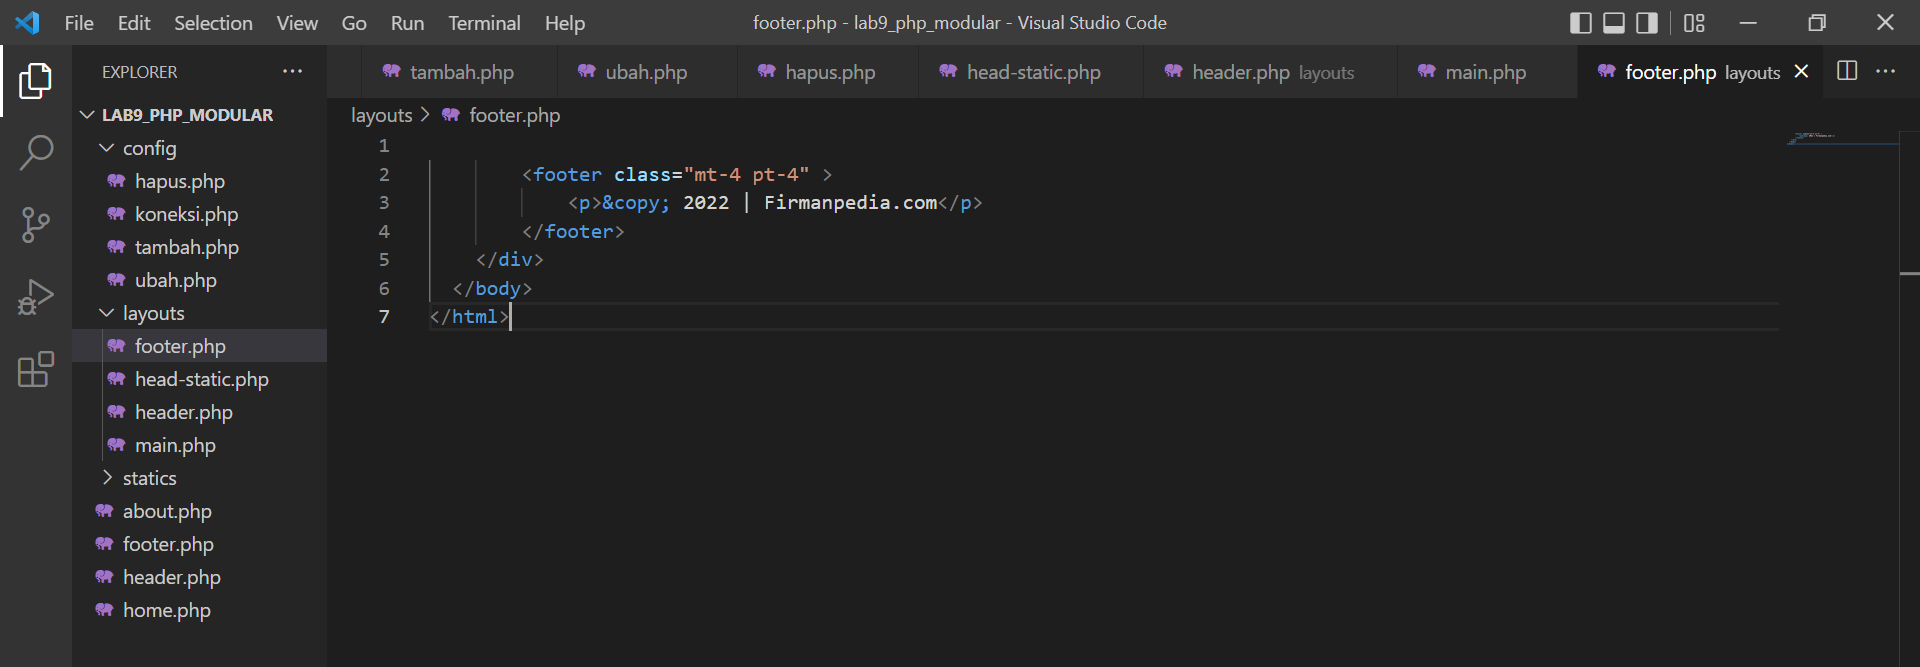 File Edit Selection View Go Run Terminal Help footer.php - lab9_php_modular - Visual Studio Code
EXPLORER
tambah.php ubah.php hapus.php head-static.php header.php layouts main.php footer.php layouts
LAB9_PHP_MODULAR
config
hapus.php
koneksi.php
tambah.php
ubah.php
layouts
footer.php
head-static.php
header.php
main.php
statics
about.php
footer.php
header.php
home.php
layouts > footer.php
1
2 <footer class="mt-4 pt-4" >
3 <p>&copy; 2022 | Firmanpedia.com</p>
4 </footer>
5 </div>
6 </body>
7 </html>